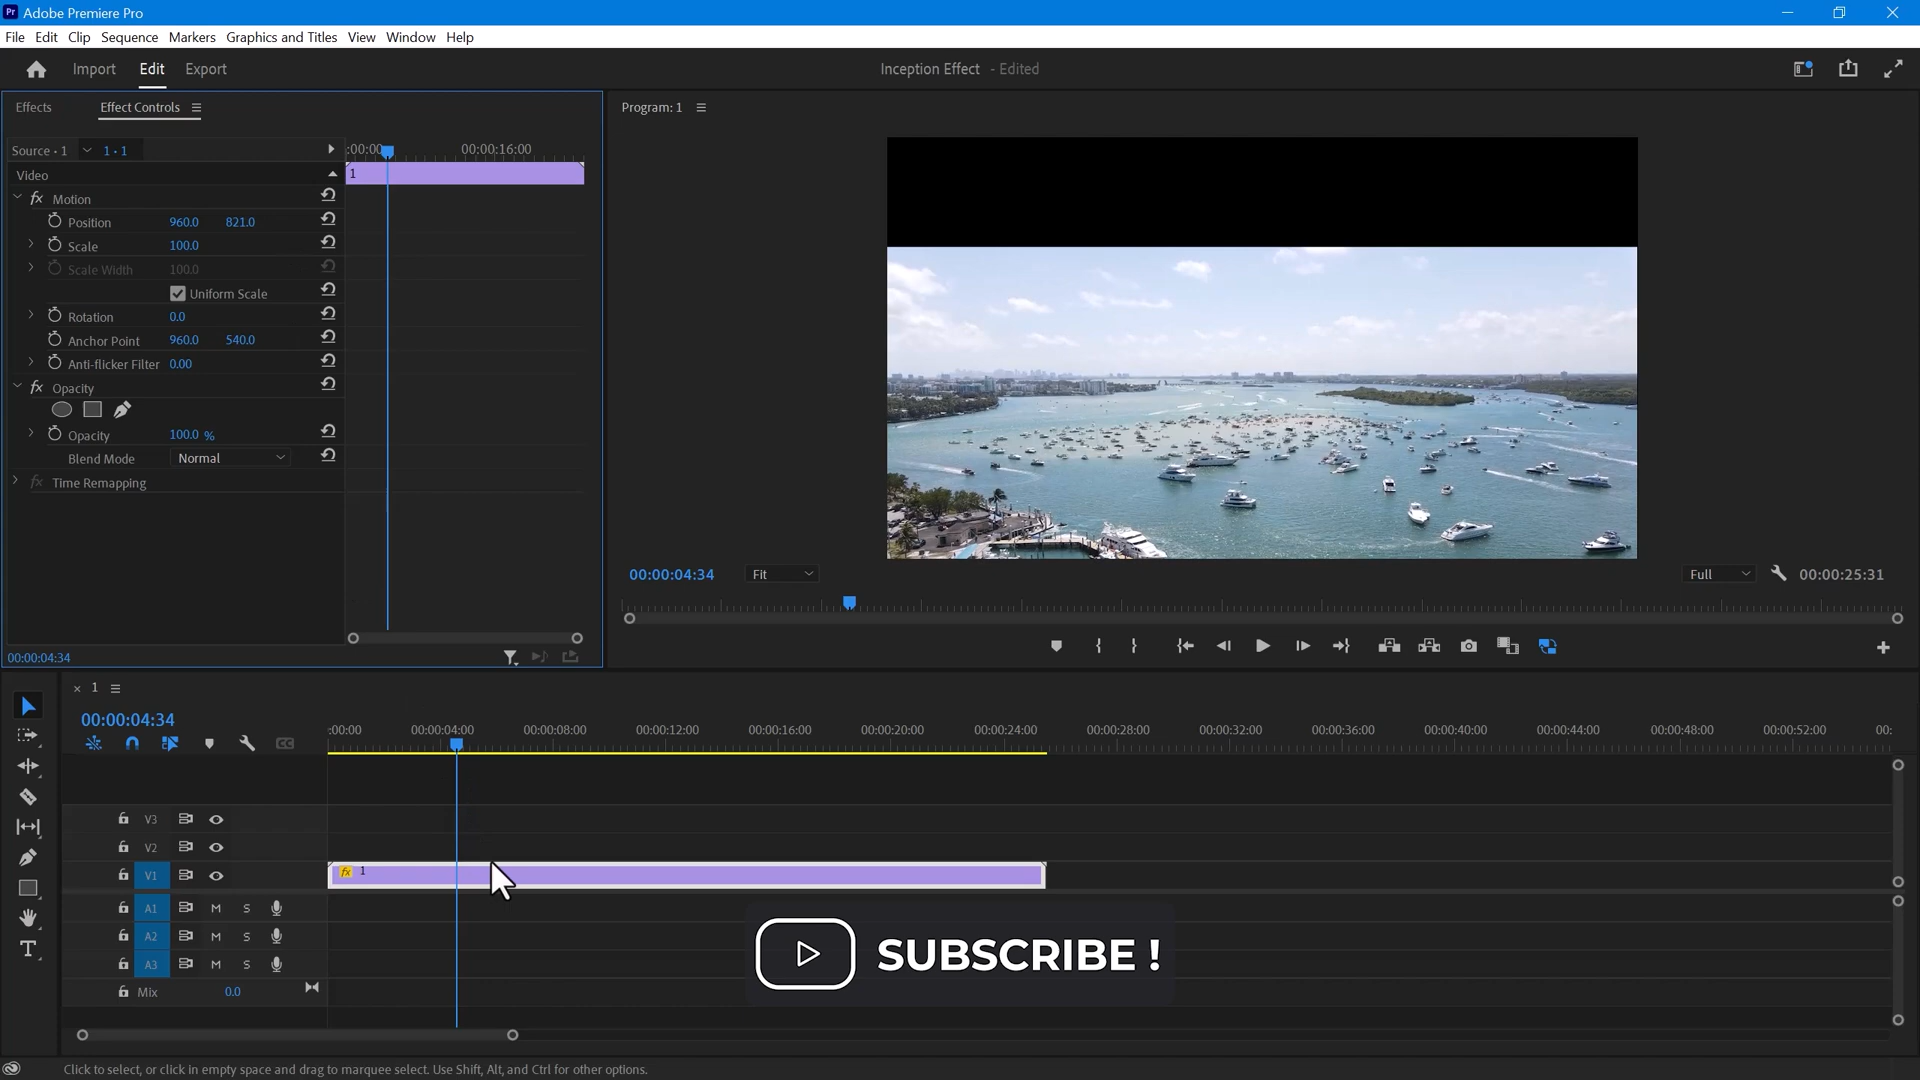 Pr Adobe Premiere Pro
File Edit Clip Sequence Markers Graphics and Titles View Window Help
Import Edit Export Inception Effect - Edited
Effects Effect Controls
Source • 1 1 • 1 :00:00 00:00:16:00
Video 1
fx Motion
Position 960.0 821.0
Scale 100.0
Scale Width 100.0
Uniform Scale
Rotation 0.0
Anchor Point 960.0 540.0
Anti-flicker Filter 0.00
fx Opacity
Opacity 100.0 %
Blend Mode Normal
fx Time Remapping
00:00:04:34
Program: 1
00:00:04:34 Fit Full 00:00:25:31
× 1
00:00:04:34
:00:00 00:00:04:00 00:00:08:00 00:00:12:00 00:00:16:00 00:00:20:00 00:00:24:00 00:00:28:00 00:00:32:00 00:00:36:00 00:00:40:00 00:00:44:00 00:00:48:00 00:00:52:00 00:
CC
V3
V2
V1 fx 1
A1 M S
A2 M S
A3 M S
Mix 0.0
SUBSCRIBE !
Click to select, or click in empty space and drag to marquee select. Use Shift, Alt, and Ctrl for other options.